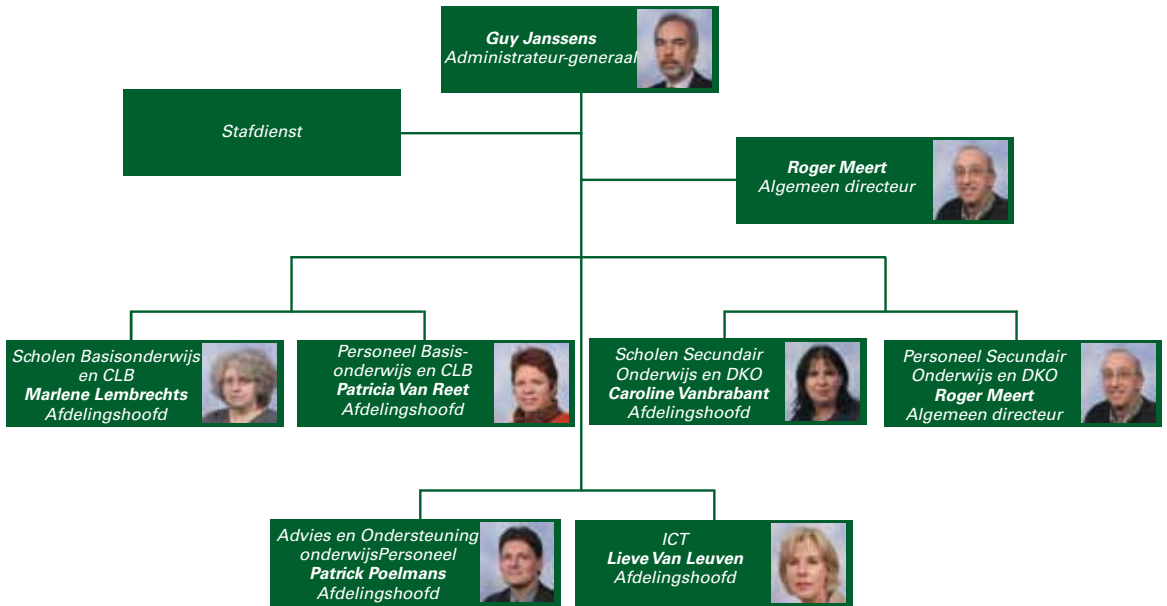 Guy Janssens
Administrateur-generaal
Stafdienst
Roger Meert
Algemeen directeur
Scholen Basisonderwijs
en CLB
Marlene Lembrechts
Afdelingshoofd
Personeel Basis-
onderwijs en CLB
Patricia Van Reet
Afdelingshoofd
Scholen Secundair
Onderwijs en DKO
Caroline Vanbrabant
Afdelingshoofd
Personeel Secundair
Onderwijs en DKO
Roger Meert
Algemeen directeur
Advies en Ondersteuning
onderwijsPersoneel
Patrick Poelmans
Afdelingshoofd
ICT
Lieve Van Leuven
Afdelingshoofd